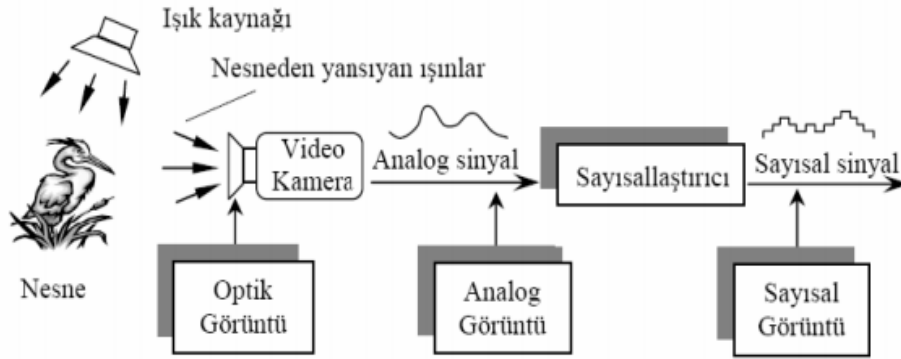 Işık kaynağı
Nesneden yansıyan ışınlar
Video
Kamera
Analog sinyal
Sayısallaştırıcı
Sayısal sinyal
Nesne
Optik
Görüntü
Analog
Görüntü
Sayısal
Görüntü